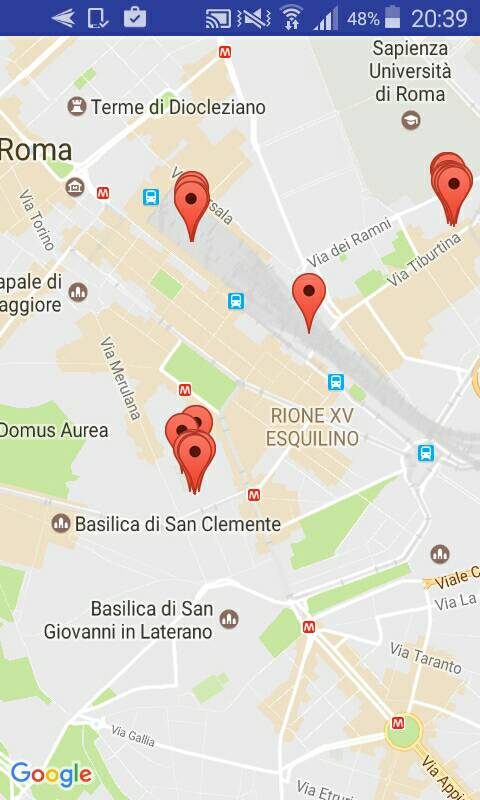 48% 20:39
Sapienza
Università
di Roma
Terme di Diocleziano
Roma
M
M
Via Torino
sala
Via dei Ramni
Via Tiburtina
apale di
aggiore
Via Merulana
M
RIONE XV
ESQUILINO
Domus Aurea
M
Basilica di San Clemente
Viale C
Via La
Basilica di San
Giovanni in Laterano
M
Via Taranto
Via Gallia
M
Via Appi
Via Etru
Google